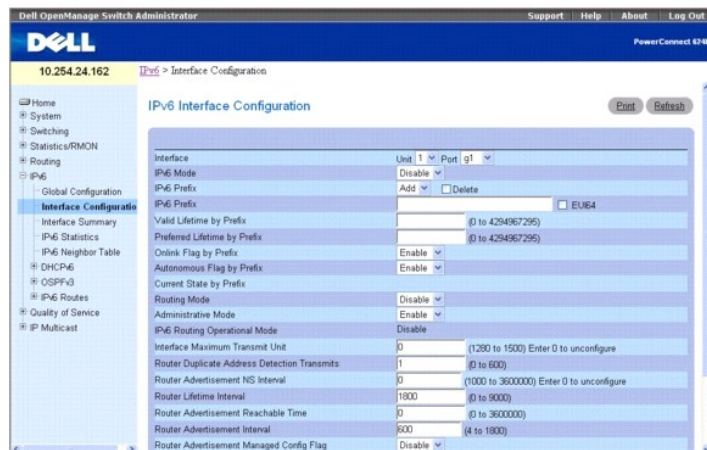 Dell OpenManage Switch Administrator
Support Help About Log Out
DELL
PowerConnect 624
10.254.24.162
IPv6 > Interface Configuration
Home
System
Switching
Statistics/RMON
Routing
IPv6
Global Configuration
Interface Configuratio
Interface Summary
IPv6 Statistics
IPv6 Neighbor Table
DHCPv6
OSPFv3
IPv6 Routes
Quality of Service
IP Multicast
IPv6 Interface Configuration
Print Refresh
Interface Unit 1 Port g1
IPv6 Mode Disable
IPv6 Prefix Add Delete
IPv6 Prefix EUI64
Valid Lifetime by Prefix (0 to 4294967295)
Preferred Lifetime by Prefix (0 to 4294967295)
Onlink Flag by Prefix Enable
Autonomous Flag by Prefix Enable
Current State by Prefix
Routing Mode Disable
Administrative Mode Enable
IPv6 Routing Operational Mode Disable
Interface Maximum Transmit Unit 0 (1280 to 1500) Enter 0 to unconfigure
Router Duplicate Address Detection Transmits 1 (0 to 600)
Router Advertisement NS Interval 0 (1000 to 3600000) Enter 0 to unconfigure
Router Lifetime Interval 1800 (0 to 9000)
Router Advertisement Reachable Time 0 (0 to 3600000)
Router Advertisement Interval 600 (4 to 1800)
Router Advertisement Managed Config Flag Disable